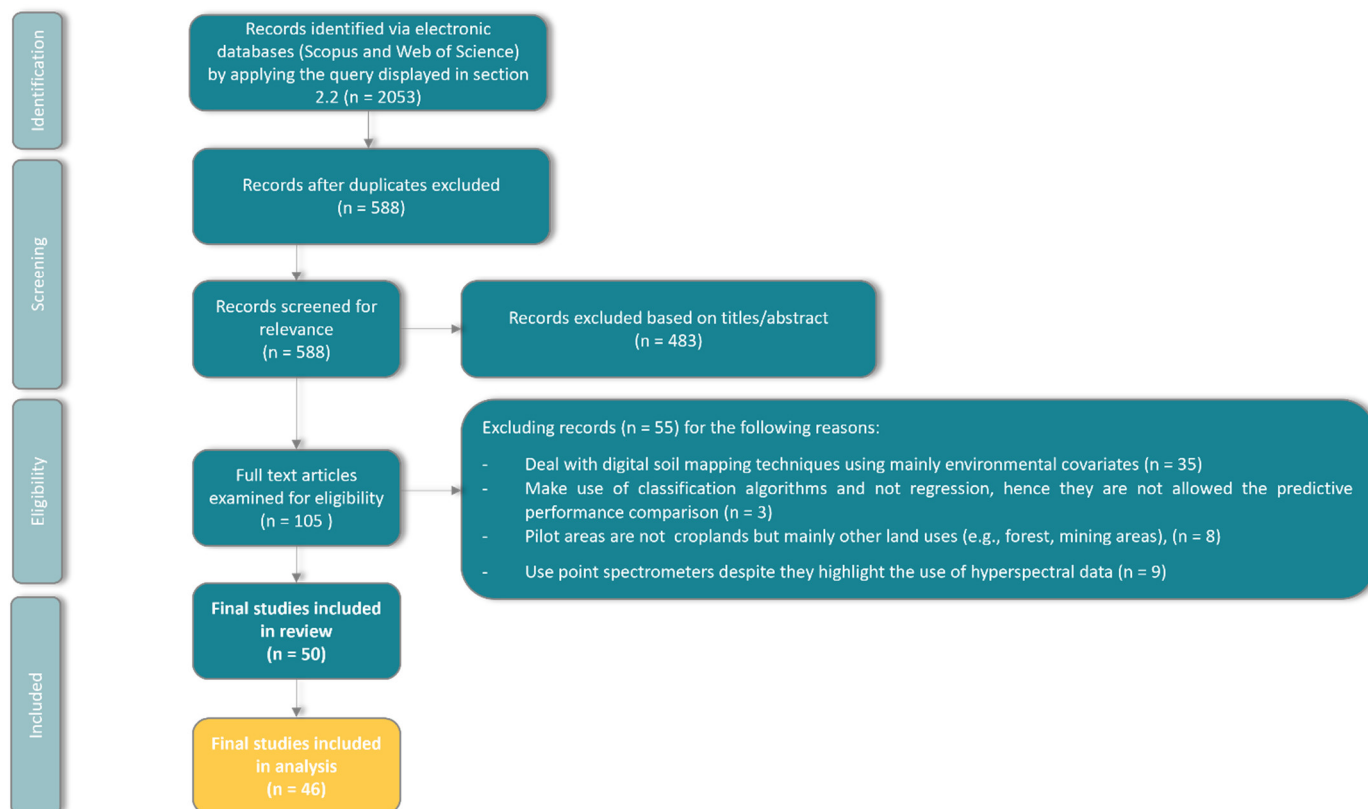 Identification
Records identified via electronic
databases (Scopus and Web of Science)
by applying the query displayed in section
2.2 (n = 2053)
Screening
Records after duplicates excluded
(n = 588)
Records screened for
relevance
(n = 588)
Records excluded based on titles/abstract
(n = 483)
Eligibility
Full text articles
examined for eligibility
(n = 105 )
Excluding records (n = 55) for the following reasons:
- Deal with digital soil mapping techniques using mainly environmental covariates (n = 35)
- Make use of classification algorithms and not regression, hence they are not allowed the predictive
performance comparison (n = 3)
- Pilot areas are not croplands but mainly other land uses (e.g., forest, mining areas), (n = 8)
- Use point spectrometers despite they highlight the use of hyperspectral data (n = 9)
Included
Final studies included
in review
(n = 50)
Final studies included
in analysis
(n = 46)